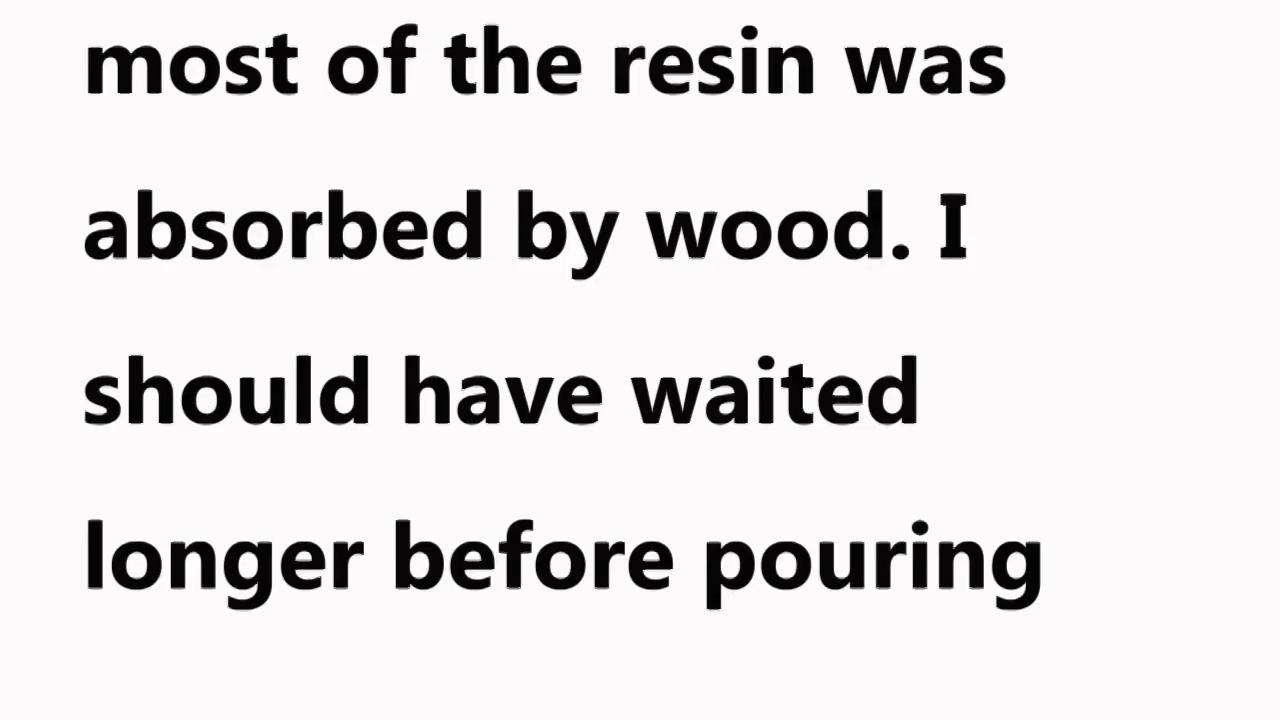 most of the resin was
absorbed by wood. I
should have waited
longer before pouring